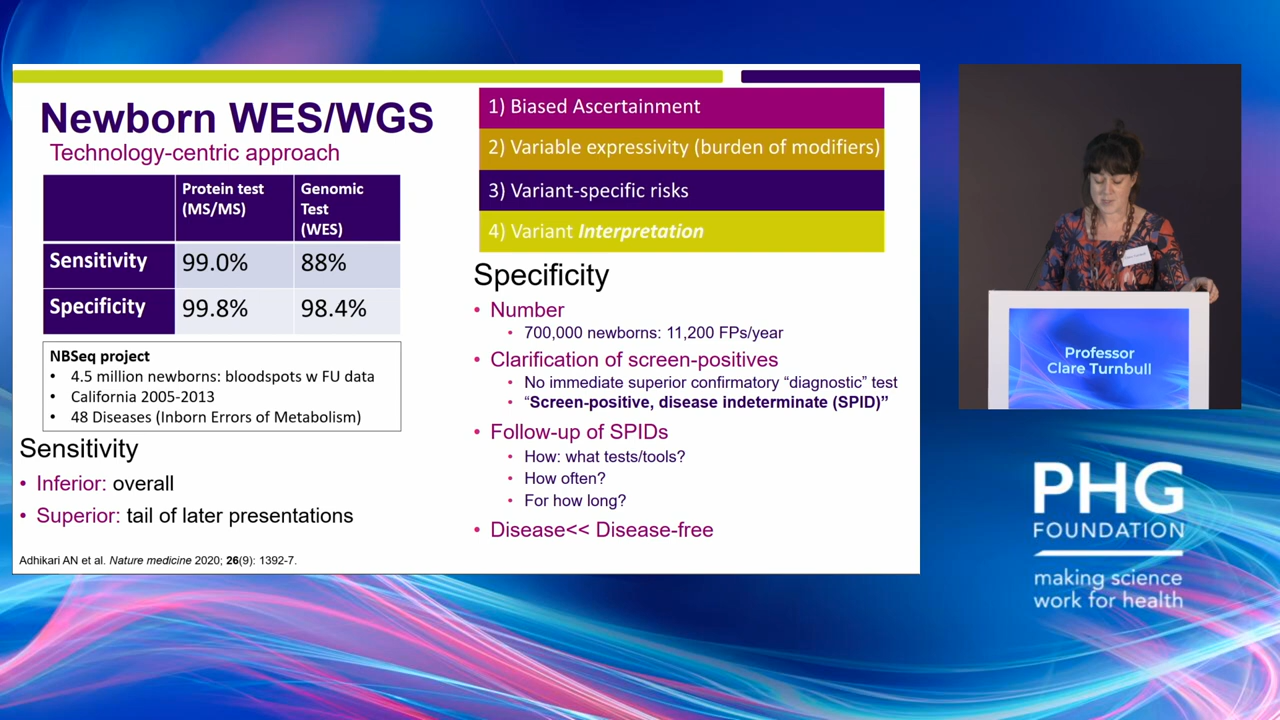 Newborn WES/WGS
Technology-centric approach
Protein test
(MS/MS)
Genomic
Test
(WES)
Sensitivity
99.0%
88%
Specificity
99.8%
98.4%
NBSeq project
• 4.5 million newborns: bloodspots w FU data
• California 2005-2013
• 48 Diseases (Inborn Errors of Metabolism)
Sensitivity
• Inferior: overall
• Superior: tail of later presentations
Adhikari AN et al. Nature medicine 2020; 26(9): 1392-7.
1) Biased Ascertainment
2) Variable expressivity (burden of modifiers)
3) Variant-specific risks
4) Variant Interpretation
Specificity
• Number
• 700,000 newborns: 11,200 FPs/year
• Clarification of screen-positives
• No immediate superior confirmatory “diagnostic” test
• “Screen-positive, disease indeterminate (SPID)”
• Follow-up of SPIDs
• How: what tests/tools?
• How often?
• For how long?
• Disease<< Disease-free
Professor
Clare Turnbull
PHG
FOUNDATION
making science
work for health